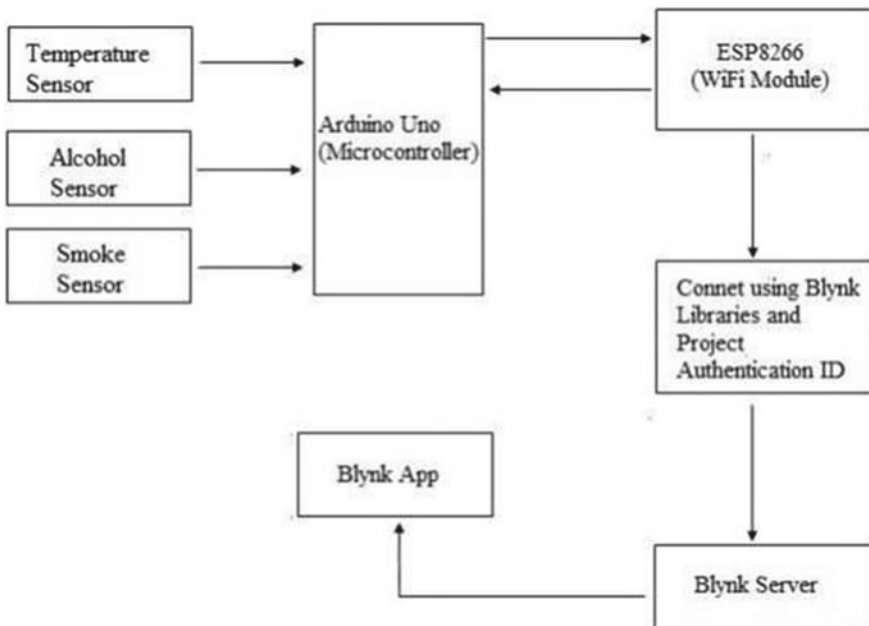 Temperature
Sensor
Alcohol
Sensor
Smoke
Sensor
Arduino Uno
(Microcontroller)
ESP8266
(WiFi Module)
Connet using Blynk
Libraries and
Project
Authentication ID
Blynk App
Blynk Server